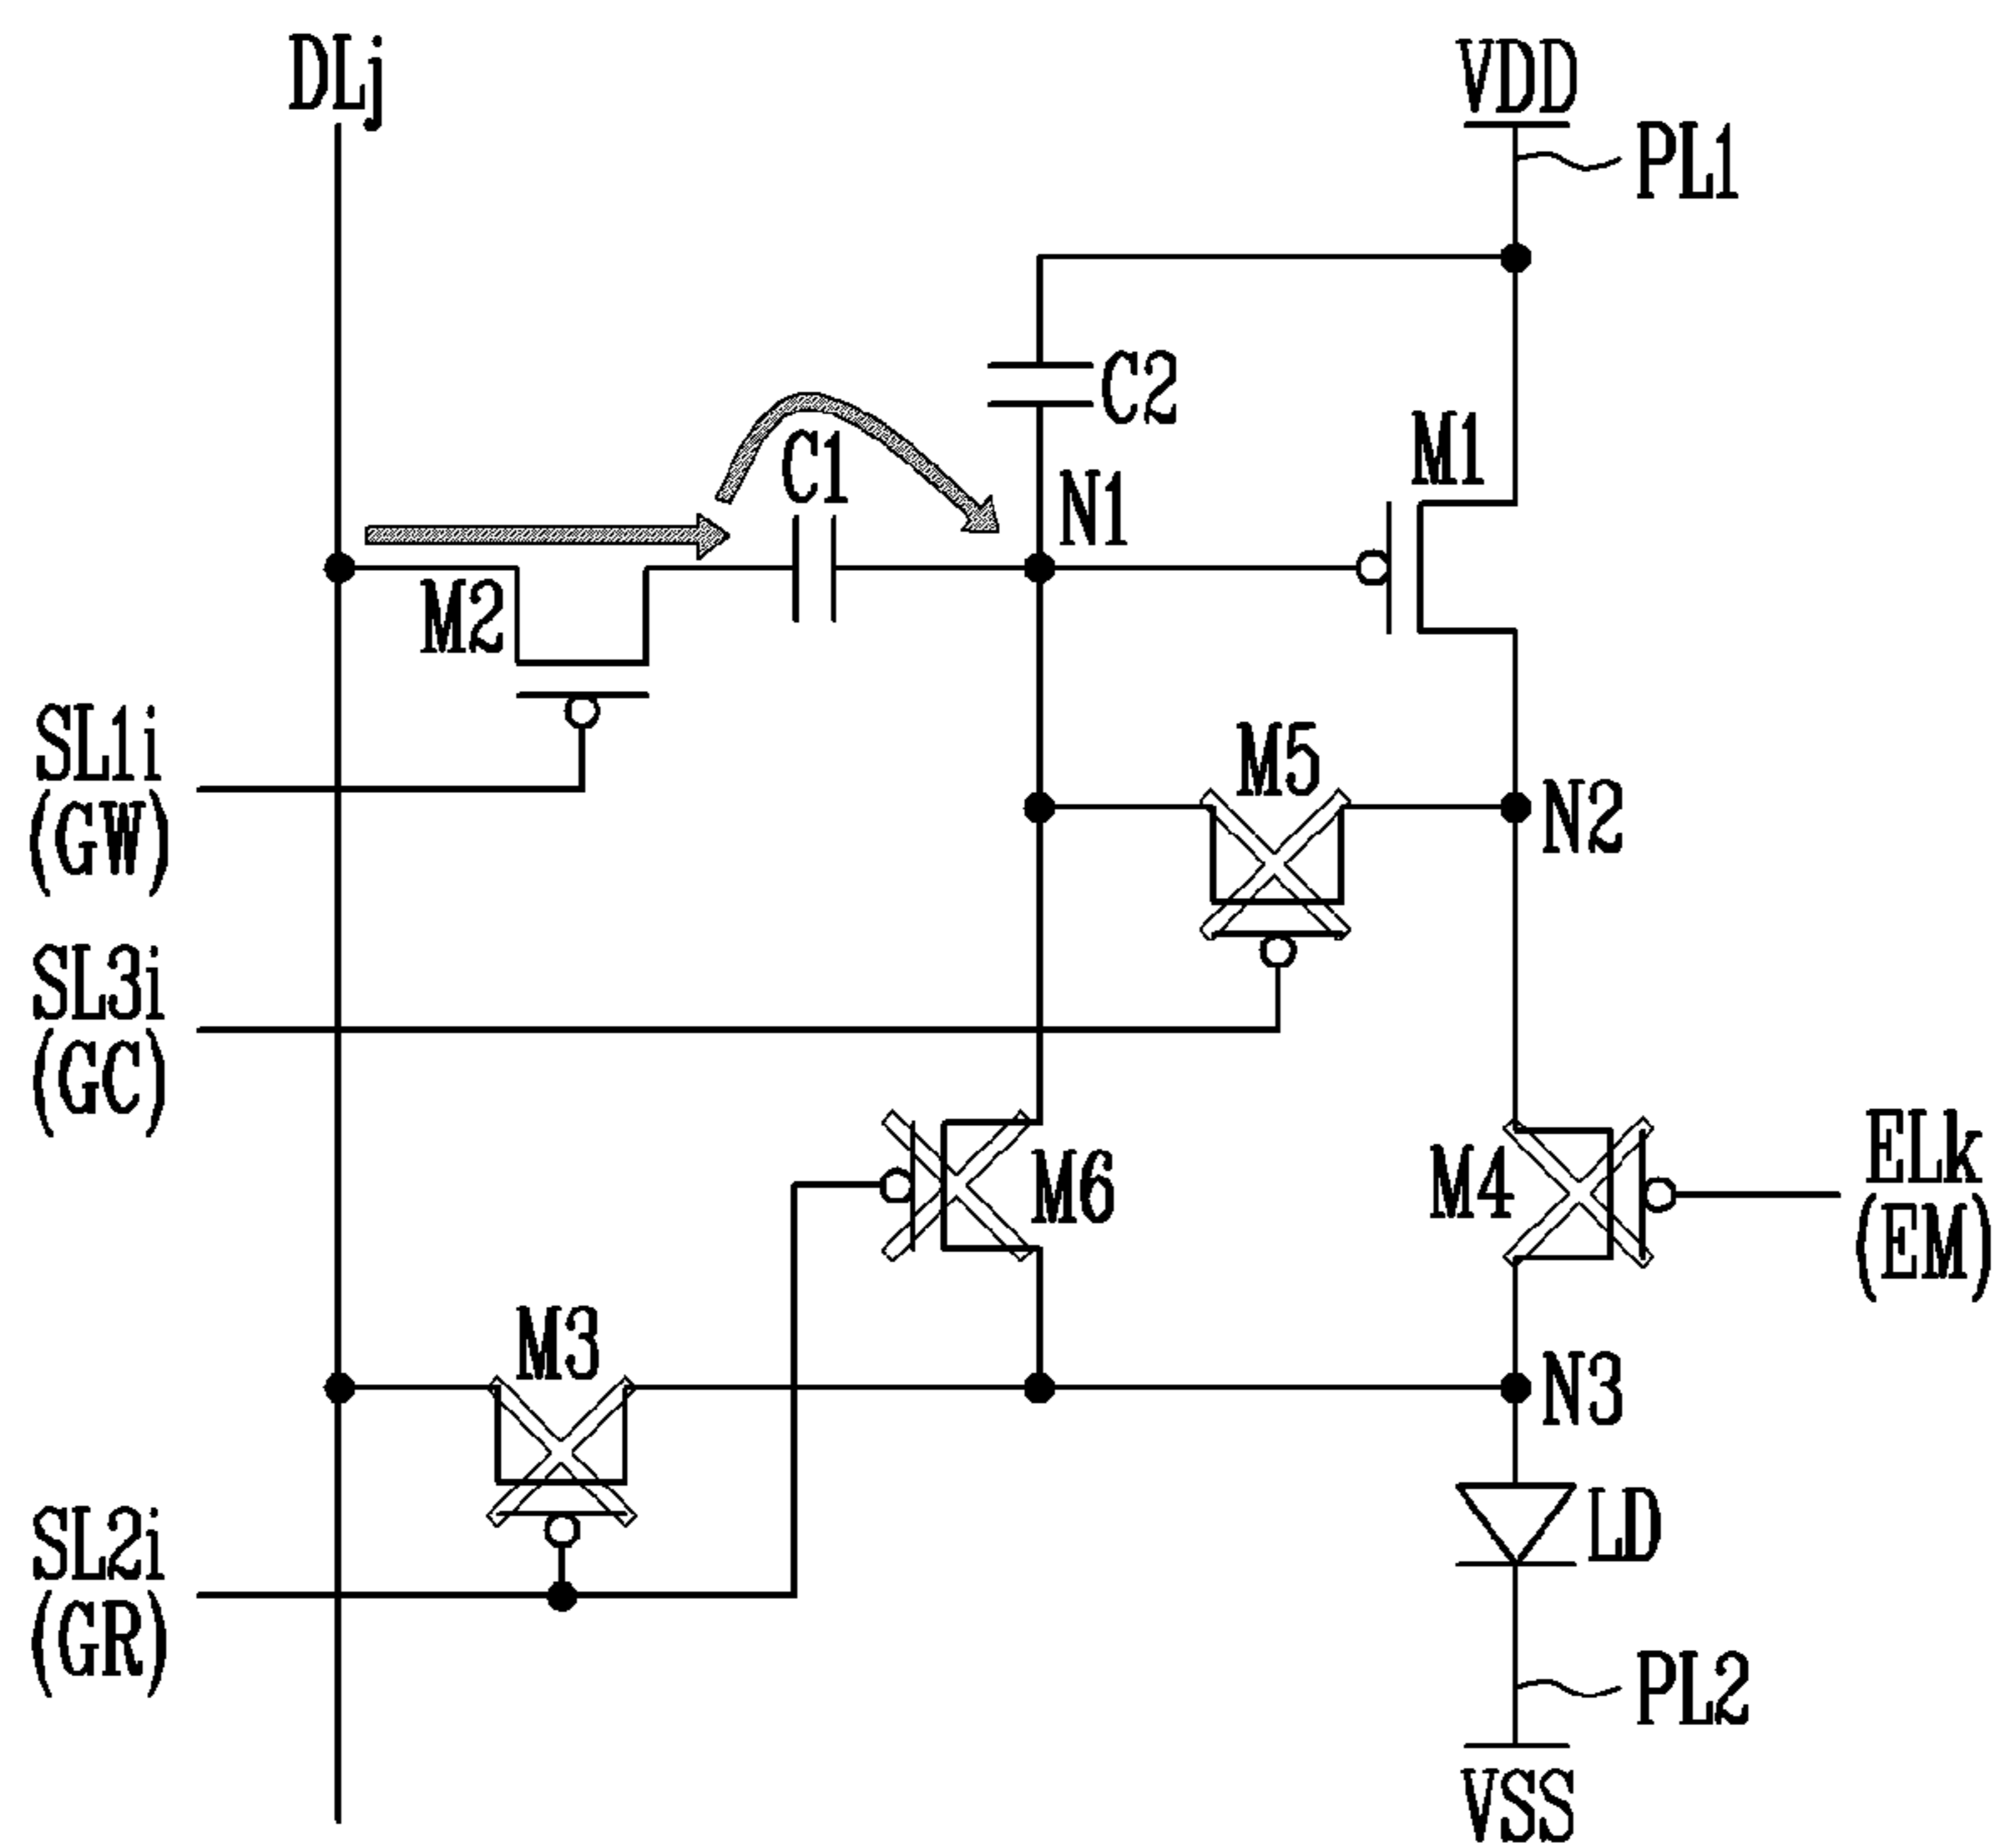 DLj
VDD
PL1
C2
M1
C1
N1
M2
SL1i
(GW)
M5
N2
SL3i
(GC)
M6
M4
ELk
(EM)
M3
N3
SL2i
(GR)
LD
PL2
VSS